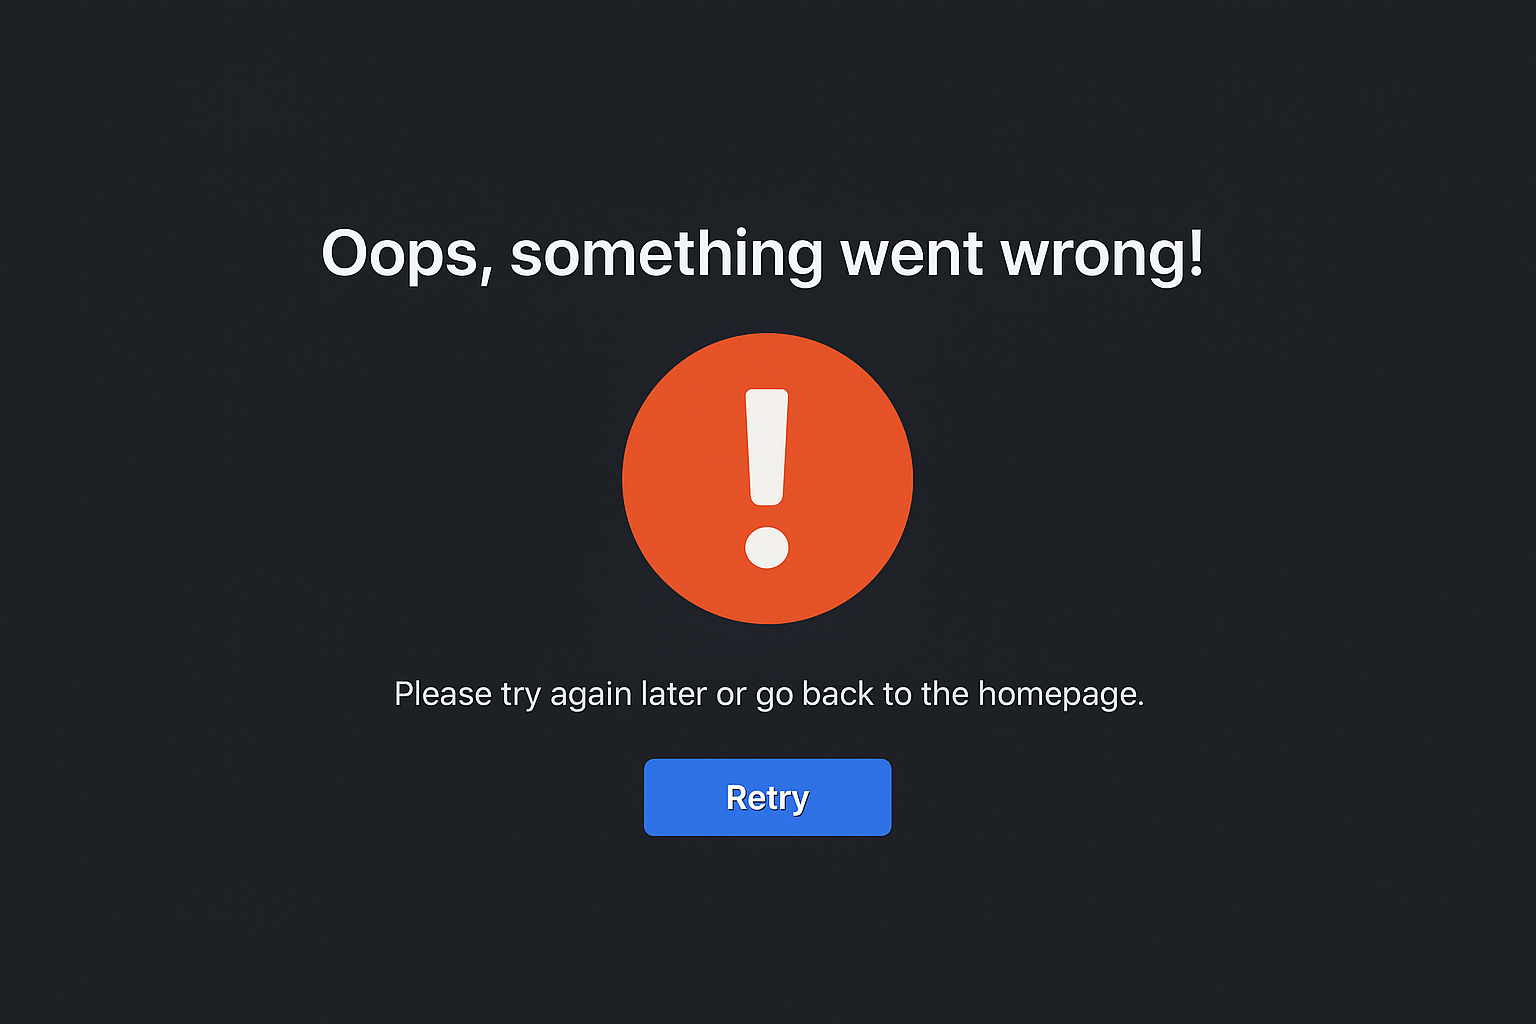 Oops, something went wrong!
!
Please try again later or go back to the homepage.
Retry